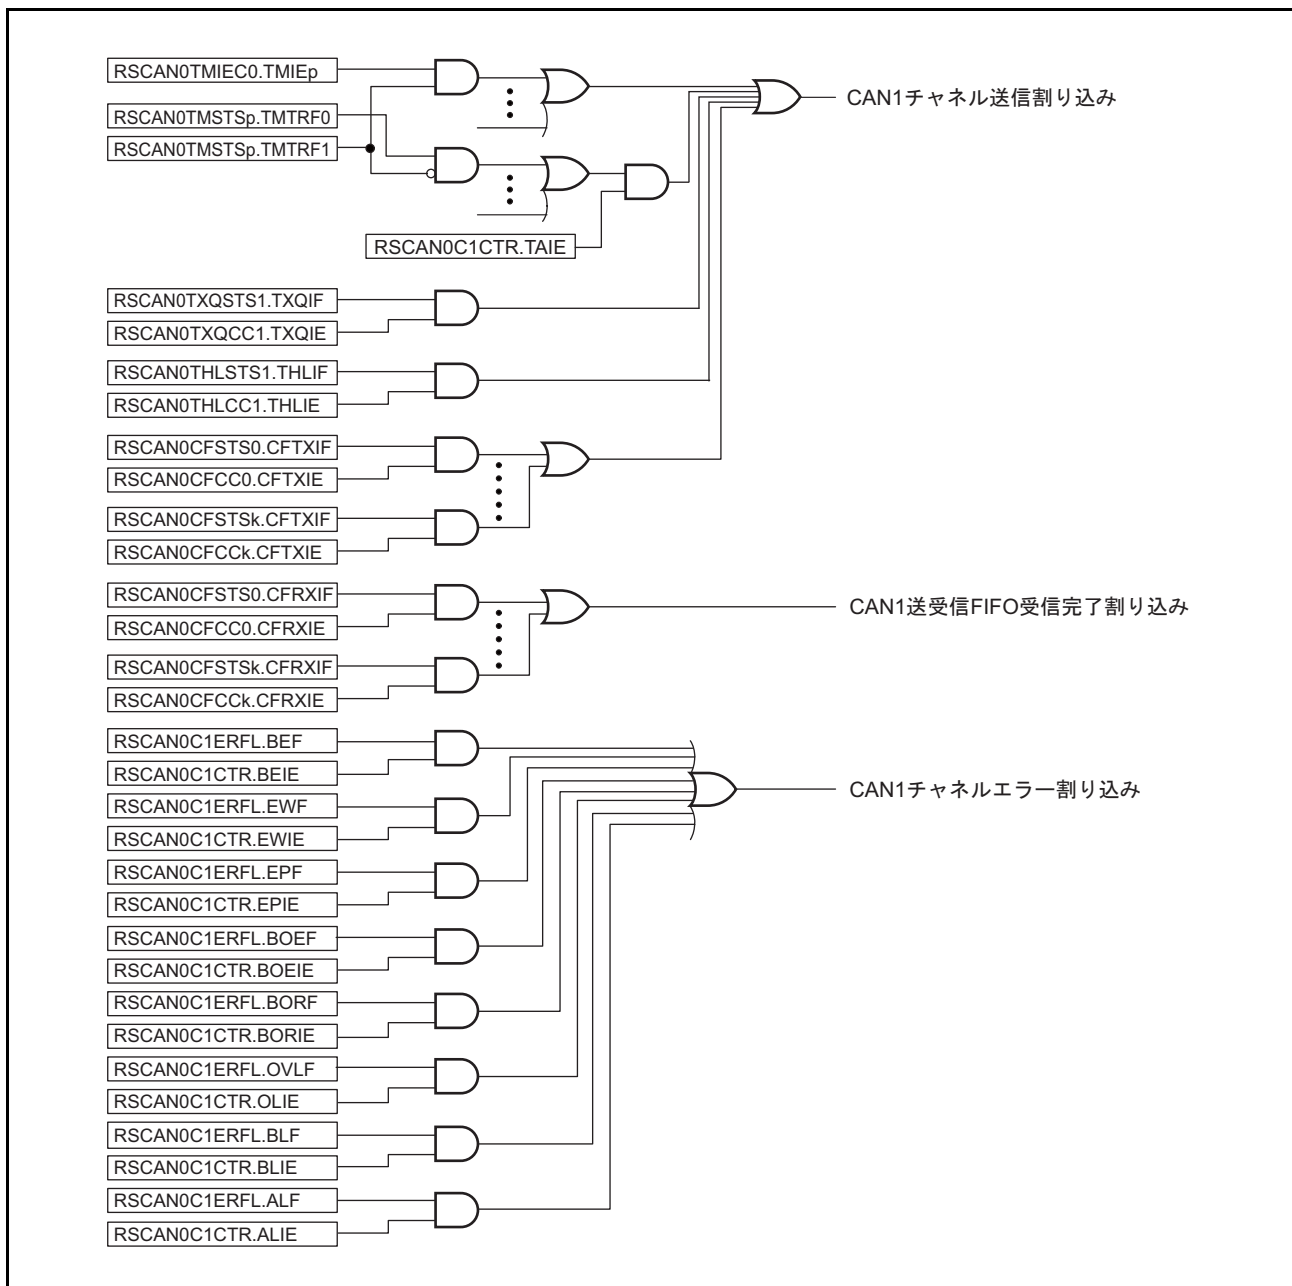 RSCAN0TMIEC0.TMIEp
RSCAN0TMSTSp.TMTRF0
RSCAN0TMSTSp.TMTRF1
CAN1チャネル送信割り込み
RSCAN0C1CTR.TAIE
RSCAN0TXQSTS1.TXQIF
RSCAN0TXQCC1.TXQIE
RSCAN0THLSTS1.THLIF
RSCAN0THLCC1.THLIE
RSCAN0CFSTS0.CFTXIF
RSCAN0CFCC0.CFTXIE
RSCAN0CFSTSk.CFTXIF
RSCAN0CFCCk.CFTXIE
RSCAN0CFSTS0.CFRXIF
RSCAN0CFCC0.CFRXIE
CAN1送受信FIFO受信完了割り込み
RSCAN0CFSTSk.CFRXIF
RSCAN0CFCCk.CFRXIE
RSCAN0C1ERFL.BEF
RSCAN0C1CTR.BEIE
CAN1チャネルエラー割り込み
RSCAN0C1ERFL.EWF
RSCAN0C1CTR.EWIE
RSCAN0C1ERFL.EPF
RSCAN0C1CTR.EPIE
RSCAN0C1ERFL.BOEF
RSCAN0C1CTR.BOEIE
RSCAN0C1ERFL.BORF
RSCAN0C1CTR.BORIE
RSCAN0C1ERFL.OVLF
RSCAN0C1CTR.OLIE
RSCAN0C1ERFL.BLF
RSCAN0C1CTR.BLIE
RSCAN0C1ERFL.ALF
RSCAN0C1CTR.ALIE